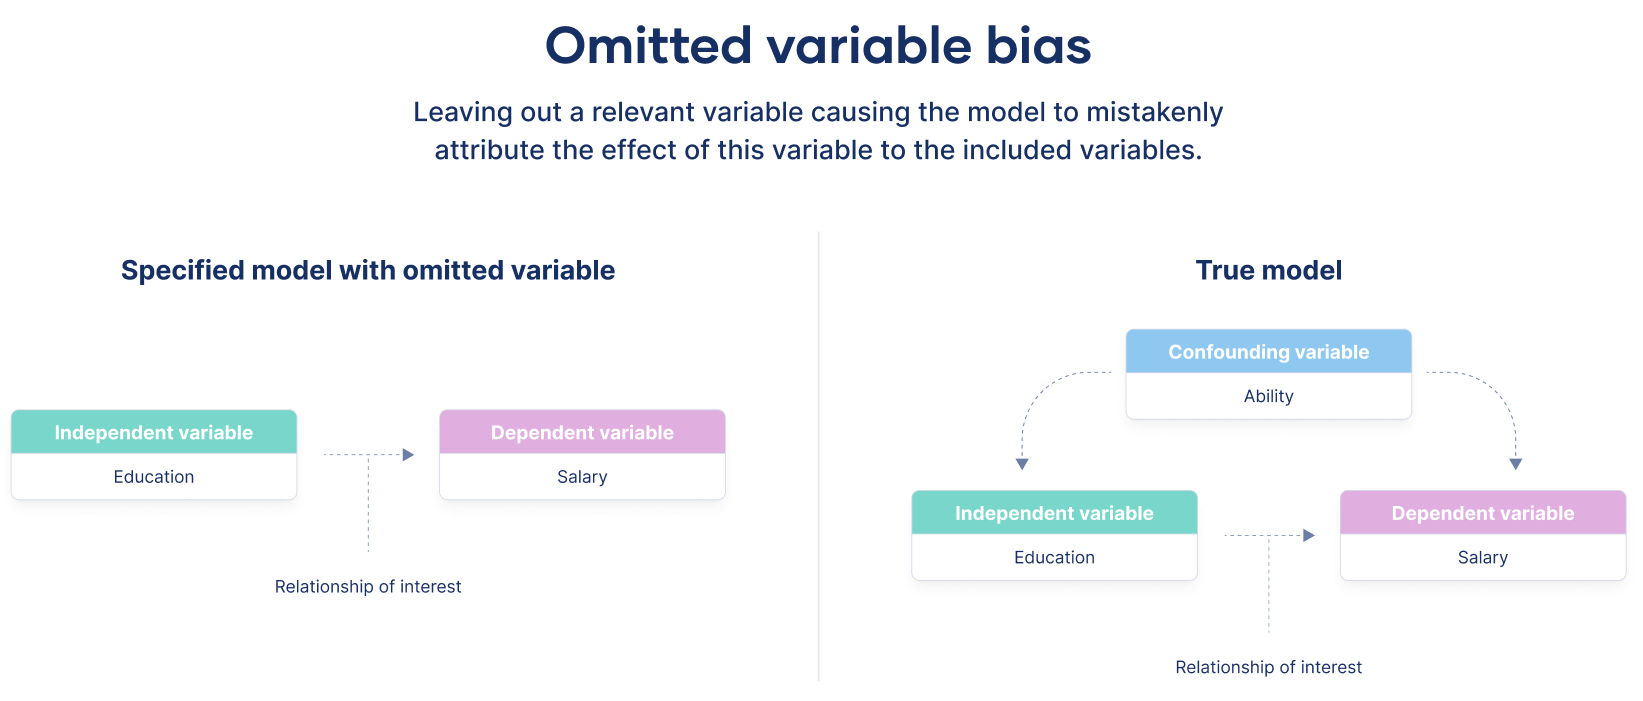 Omitted variable bias
Leaving out a relevant variable causing the model to mistakenly
attribute the effect of this variable to the included variables.
Specified model with omitted variable
Independent variable
Education
Dependent variable
Salary
Relationship of interest
True model
Confounding variable
Ability
Independent variable
Education
Dependent variable
Salary
Relationship of interest